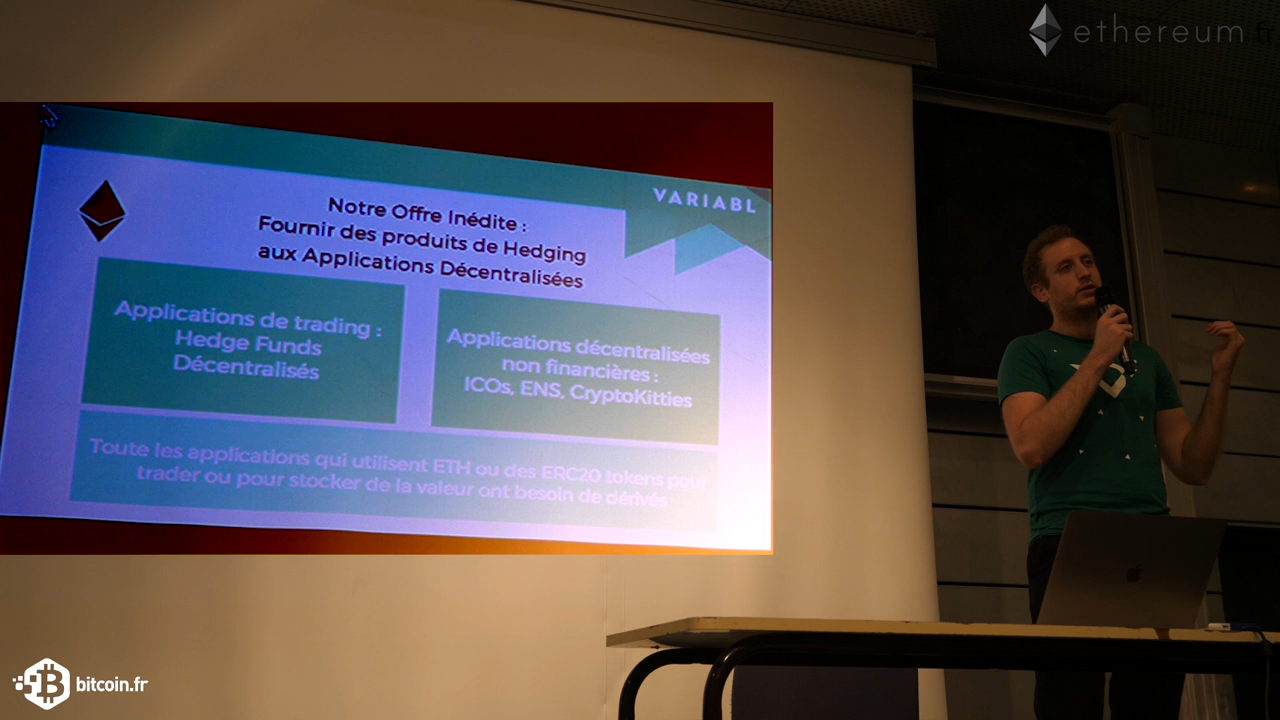 ethereum fr
VARIABL
Notre Offre Inédite :
Fournir des produits de Hedging
aux Applications Décentralisées
Applications de trading :
Hedge Funds
Décentralisés
Applications décentralisées
non financières :
ICOs, ENS, CryptoKitties
Toute les applications qui utilisent ETH ou des ERC20 tokens pour
trader ou pour stocker de la valeur ont besoin de dérivés
bitcoin.fr